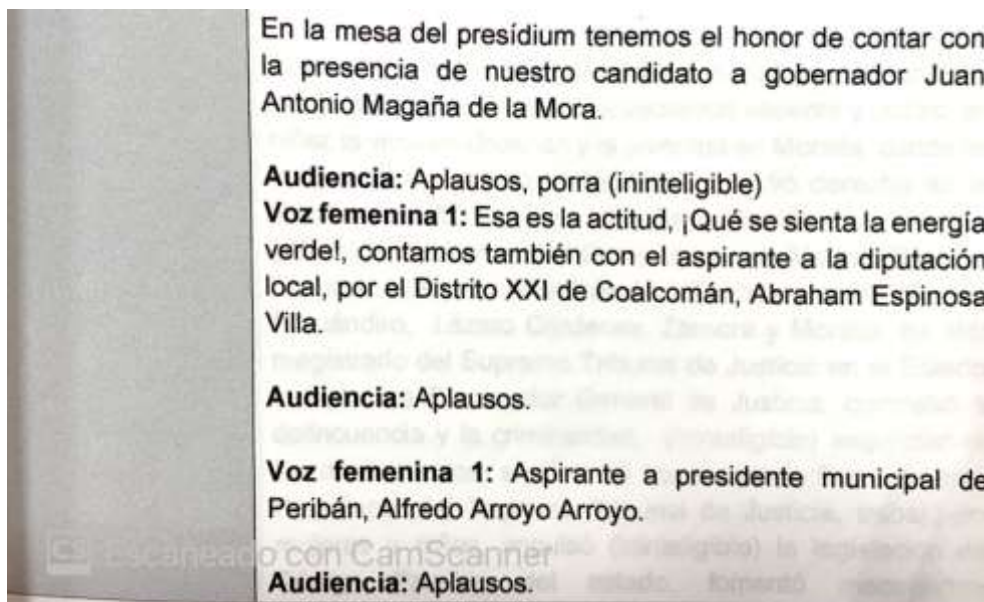 En la mesa del presídium tenemos el honor de contar con
la presencia de nuestro candidato a gobernador Juan
Antonio Magaña de la Mora.
Audiencia: Aplausos, porra (ininteligible)
Voz femenina 1: Esa es la actitud, ¡Qué se sienta la energía
verde!, contamos también con el aspirante a la diputación
local, por el Distrito XXI de Coalcomán, Abraham Espinosa
Villa.
Audiencia: Aplausos.
Voz femenina 1: Aspirante a presidente municipal de
Peribán, Alfredo Arroyo Arroyo.
CS Escaneado con CamScanner
Audiencia: Aplausos.